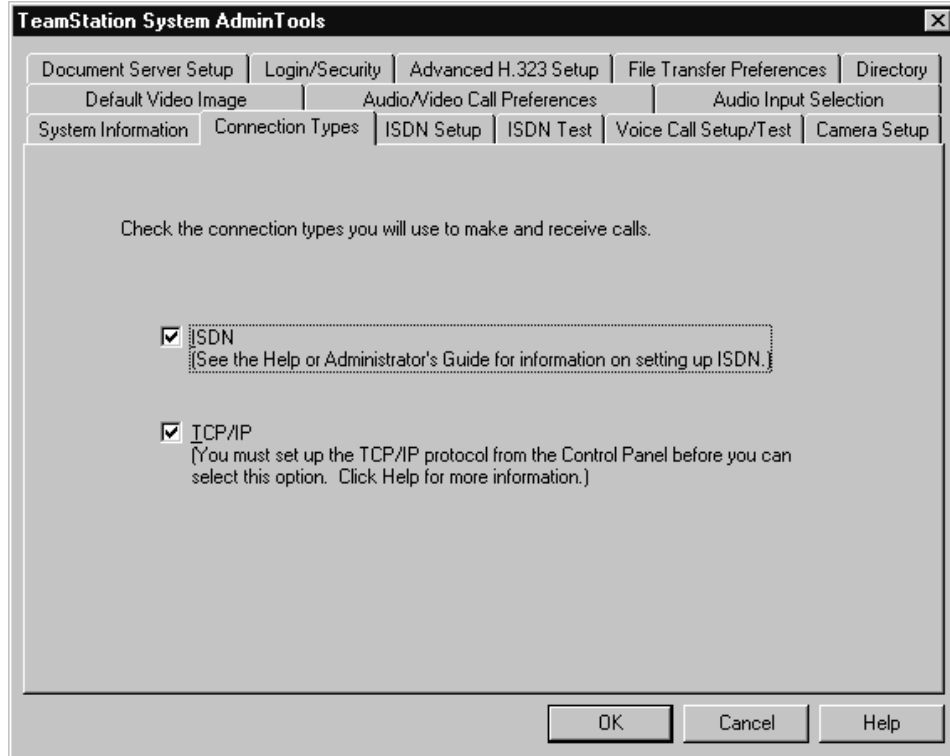 TeamStation System AdminTools
Document Server Setup Login/Security Advanced H.323 Setup File Transfer Preferences Directory
Default Video Image Audio/Video Call Preferences Audio Input Selection
System Information Connection Types ISDN Setup ISDN Test Voice Call Setup/Test Camera Setup
Check the connection types you will use to make and receive calls.
ISDN
(See the Help or Administrator's Guide for information on setting up ISDN.)
TCP/IP
(You must set up the TCP/IP protocol from the Control Panel before you can
select this option. Click Help for more information.)
OK Cancel Help